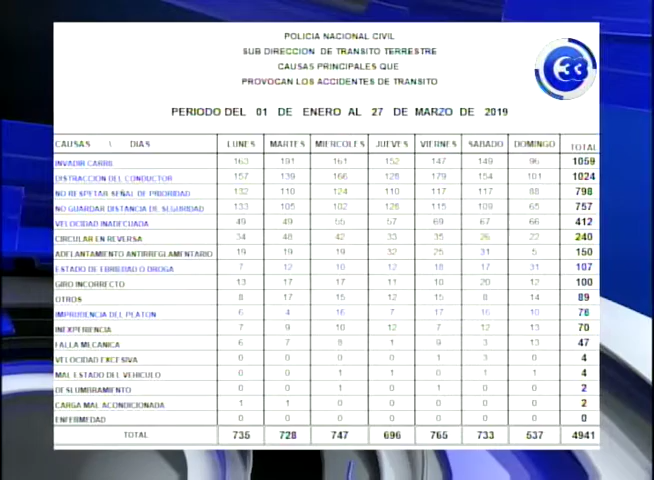 POLICIA NACIONAL CIVIL
SUB DIRECCION DE TRANSITO TERRESTRE
CAUSAS PRINCIPALES QUE
PROVOCAN LOS ACCIDENTES DE TRANSITO
33
PERIODO DEL 01 DE ENERO AL 27 DE MARZO DE 2019
CAUSAS \ DIAS LUNES MARTES MIERCOLES JUEVES VIERNES SABADO DOMINGO TOTAL
INVADIR CARRIL 163 191 161 152 147 149 96 1059
DISTRACCION DEL CONDUCTOR 157 139 166 128 179 154 101 1024
NO RESPETAR SEÑAL DE PRIORIDAD 132 110 124 110 117 117 88 798
NO GUARDAR DISTANCIA DE SEGURIDAD 133 105 102 128 115 109 65 757
VELOCIDAD INADECUADA 49 49 55 57 69 67 66 412
CIRCULAR EN REVERSA 34 48 42 33 35 26 22 240
ADELANTAMIENTO ANTIRREGLAMENTARIO 19 19 19 32 25 31 5 150
ESTADO DE EBRIEDAD O DROGA 7 12 10 12 18 17 31 107
GIRO INCORRECTO 13 17 17 11 10 20 12 100
OTROS 8 17 15 12 15 8 14 89
IMPRUDENCIA DEL PEATON 6 4 16 7 17 16 10 76
INEXPERIENCIA 7 9 10 12 7 12 13 70
FALLA MECANICA 6 7 8 1 9 3 13 47
VELOCIDAD EXCESIVA 0 0 0 0 1 3 0 4
MAL ESTADO DEL VEHICULO 0 0 1 1 0 1 1 4
DESLUMBRAMIENTO 0 0 1 0 1 0 0 2
CARGA MAL ACONDICIONADA 1 1 0 0 0 0 0 2
ENFERMEDAD 0 0 0 0 0 0 0 0
TOTAL 735 728 747 696 765 733 537 4941